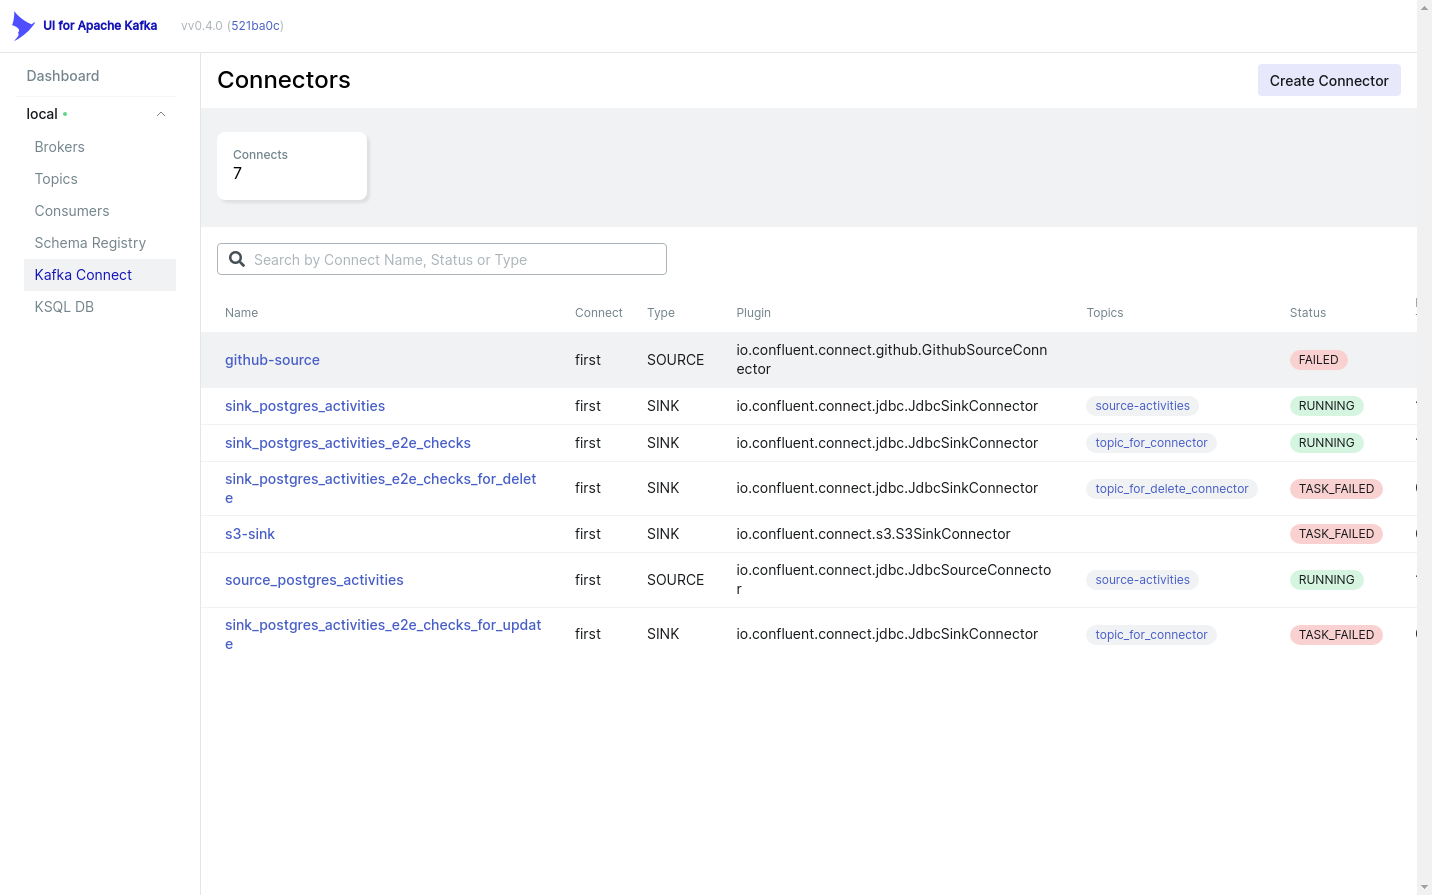 UI for Apache Kafka vv0.4.0 (521ba0c)
Dashboard
local
Brokers
Topics
Consumers
Schema Registry
Kafka Connect
KSQL DB
Connectors
Create Connector
Connects
7
Search by Connect Name, Status or Type
Name Connect Type Plugin Topics Status
github-source first SOURCE io.confluent.connect.github.GithubSourceConn
ector FAILED
sink_postgres_activities first SINK io.confluent.connect.jdbc.JdbcSinkConnector source-activities RUNNING
sink_postgres_activities_e2e_checks first SINK io.confluent.connect.jdbc.JdbcSinkConnector topic_for_connector RUNNING
sink_postgres_activities_e2e_checks_for_delet
e first SINK io.confluent.connect.jdbc.JdbcSinkConnector topic_for_delete_connector TASK_FAILED
s3-sink first SINK io.confluent.connect.s3.S3SinkConnector TASK_FAILED
source_postgres_activities first SOURCE io.confluent.connect.jdbc.JdbcSourceConnecto
r source-activities RUNNING
sink_postgres_activities_e2e_checks_for_updat
e first SINK io.confluent.connect.jdbc.JdbcSinkConnector topic_for_connector TASK_FAILED